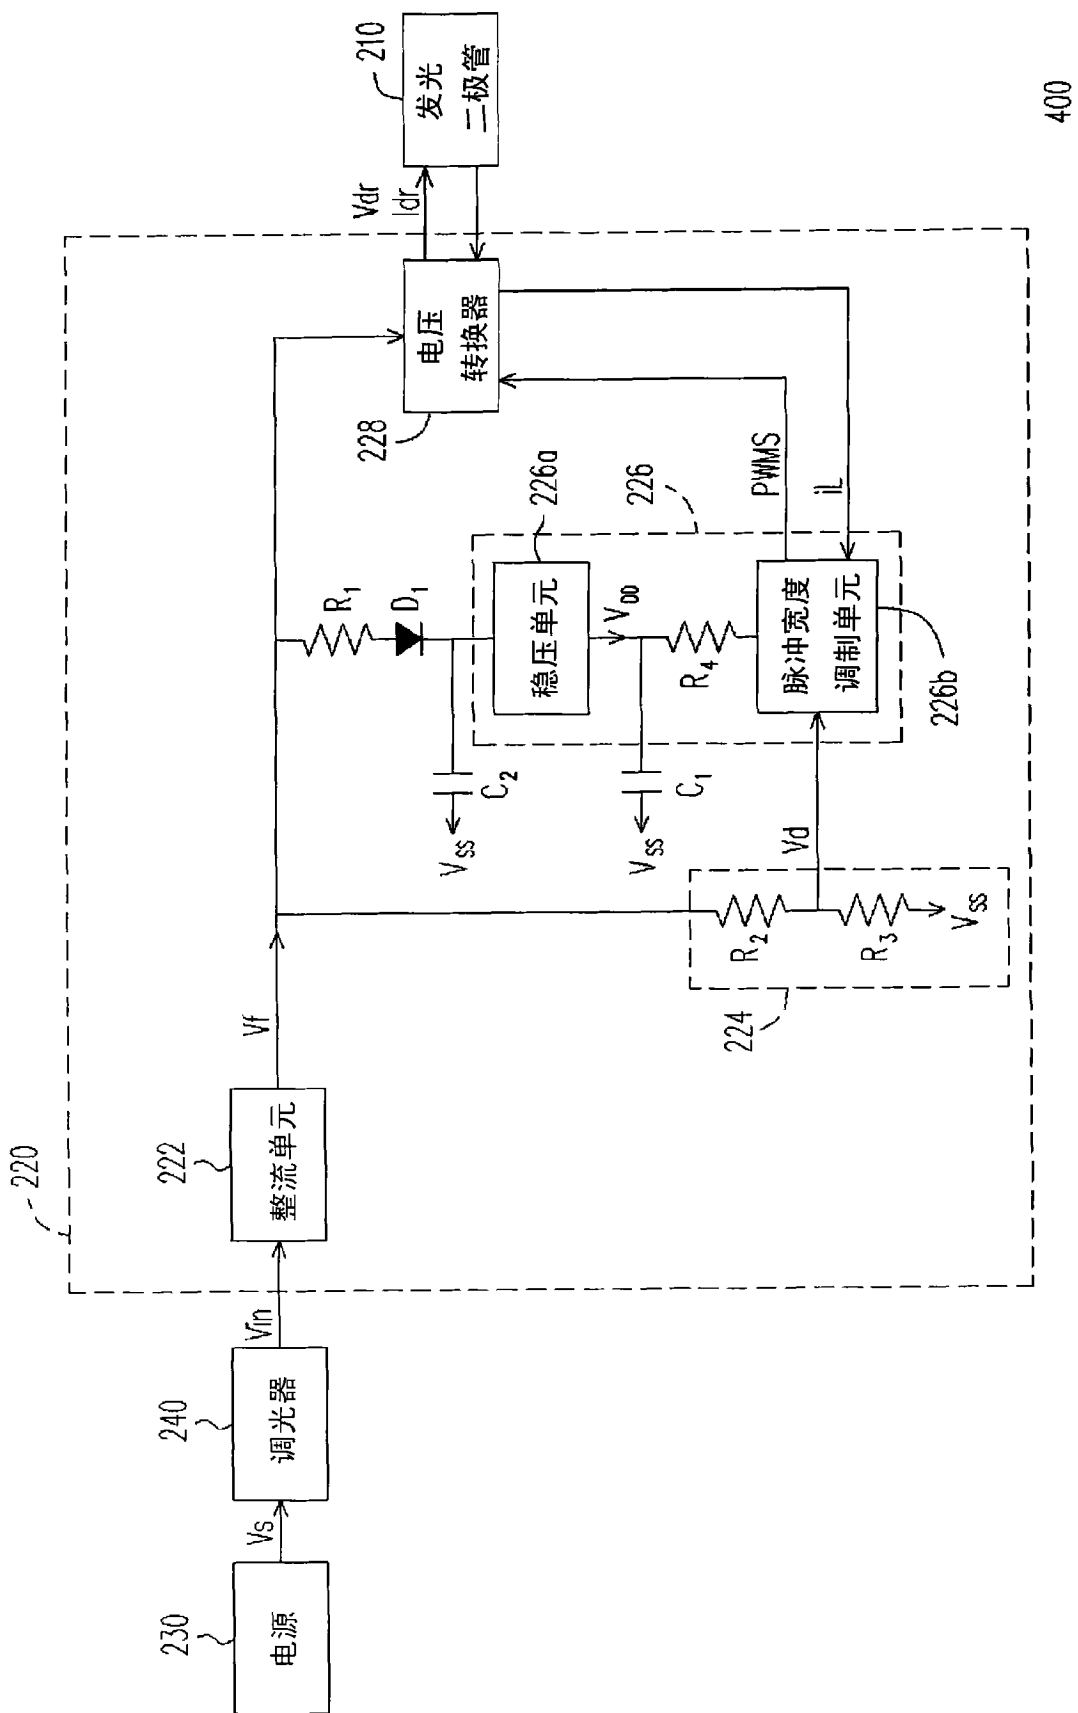 400
220
230
电源
Vs
240
调光器
Vin
222
整流单元
Vf
R1
D1
C2
Vss
226a
稳压单元
226
VDD
C1
Vss
R4
脉冲宽度
调制单元
226b
PWMS
iL
Vd
R2
R3
Vss
224
228
电压
转换器
Vdr
Idr
210
发光
二极管